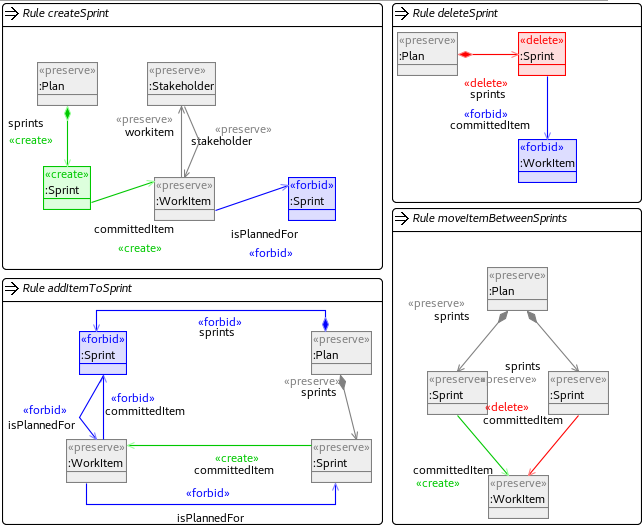 Rule createSprint
«preserve»
:Plan
«preserve»
:Stakeholder
«preserve»
workitem
«preserve»
stakeholder
sprints
«create»
«create»
:Sprint
«preserve»
:WorkItem
«forbid»
:Sprint
committedItem
«create»
isPlannedFor
«forbid»
Rule deleteSprint
«preserve»
:Plan
«delete»
:Sprint
«delete»
sprints
«forbid»
committedItem
«forbid»
:WorkItem
Rule addItemToSprint
«forbid»
sprints
«forbid»
:Sprint
«preserve»
:Plan
«preserve»
sprints
«forbid»
committedItem
«forbid»
isPlannedFor
«preserve»
:WorkItem
«create»
committedItem
«preserve»
:Sprint
«forbid»
isPlannedFor
Rule moveItemBetweenSprints
«preserve»
:Plan
«preserve»
sprints
sprints
«preserve»
«preserve»
:Sprint
«preserve»
:Sprint
«delete»
committedItem
committedItem
«create»
«preserve»
:WorkItem